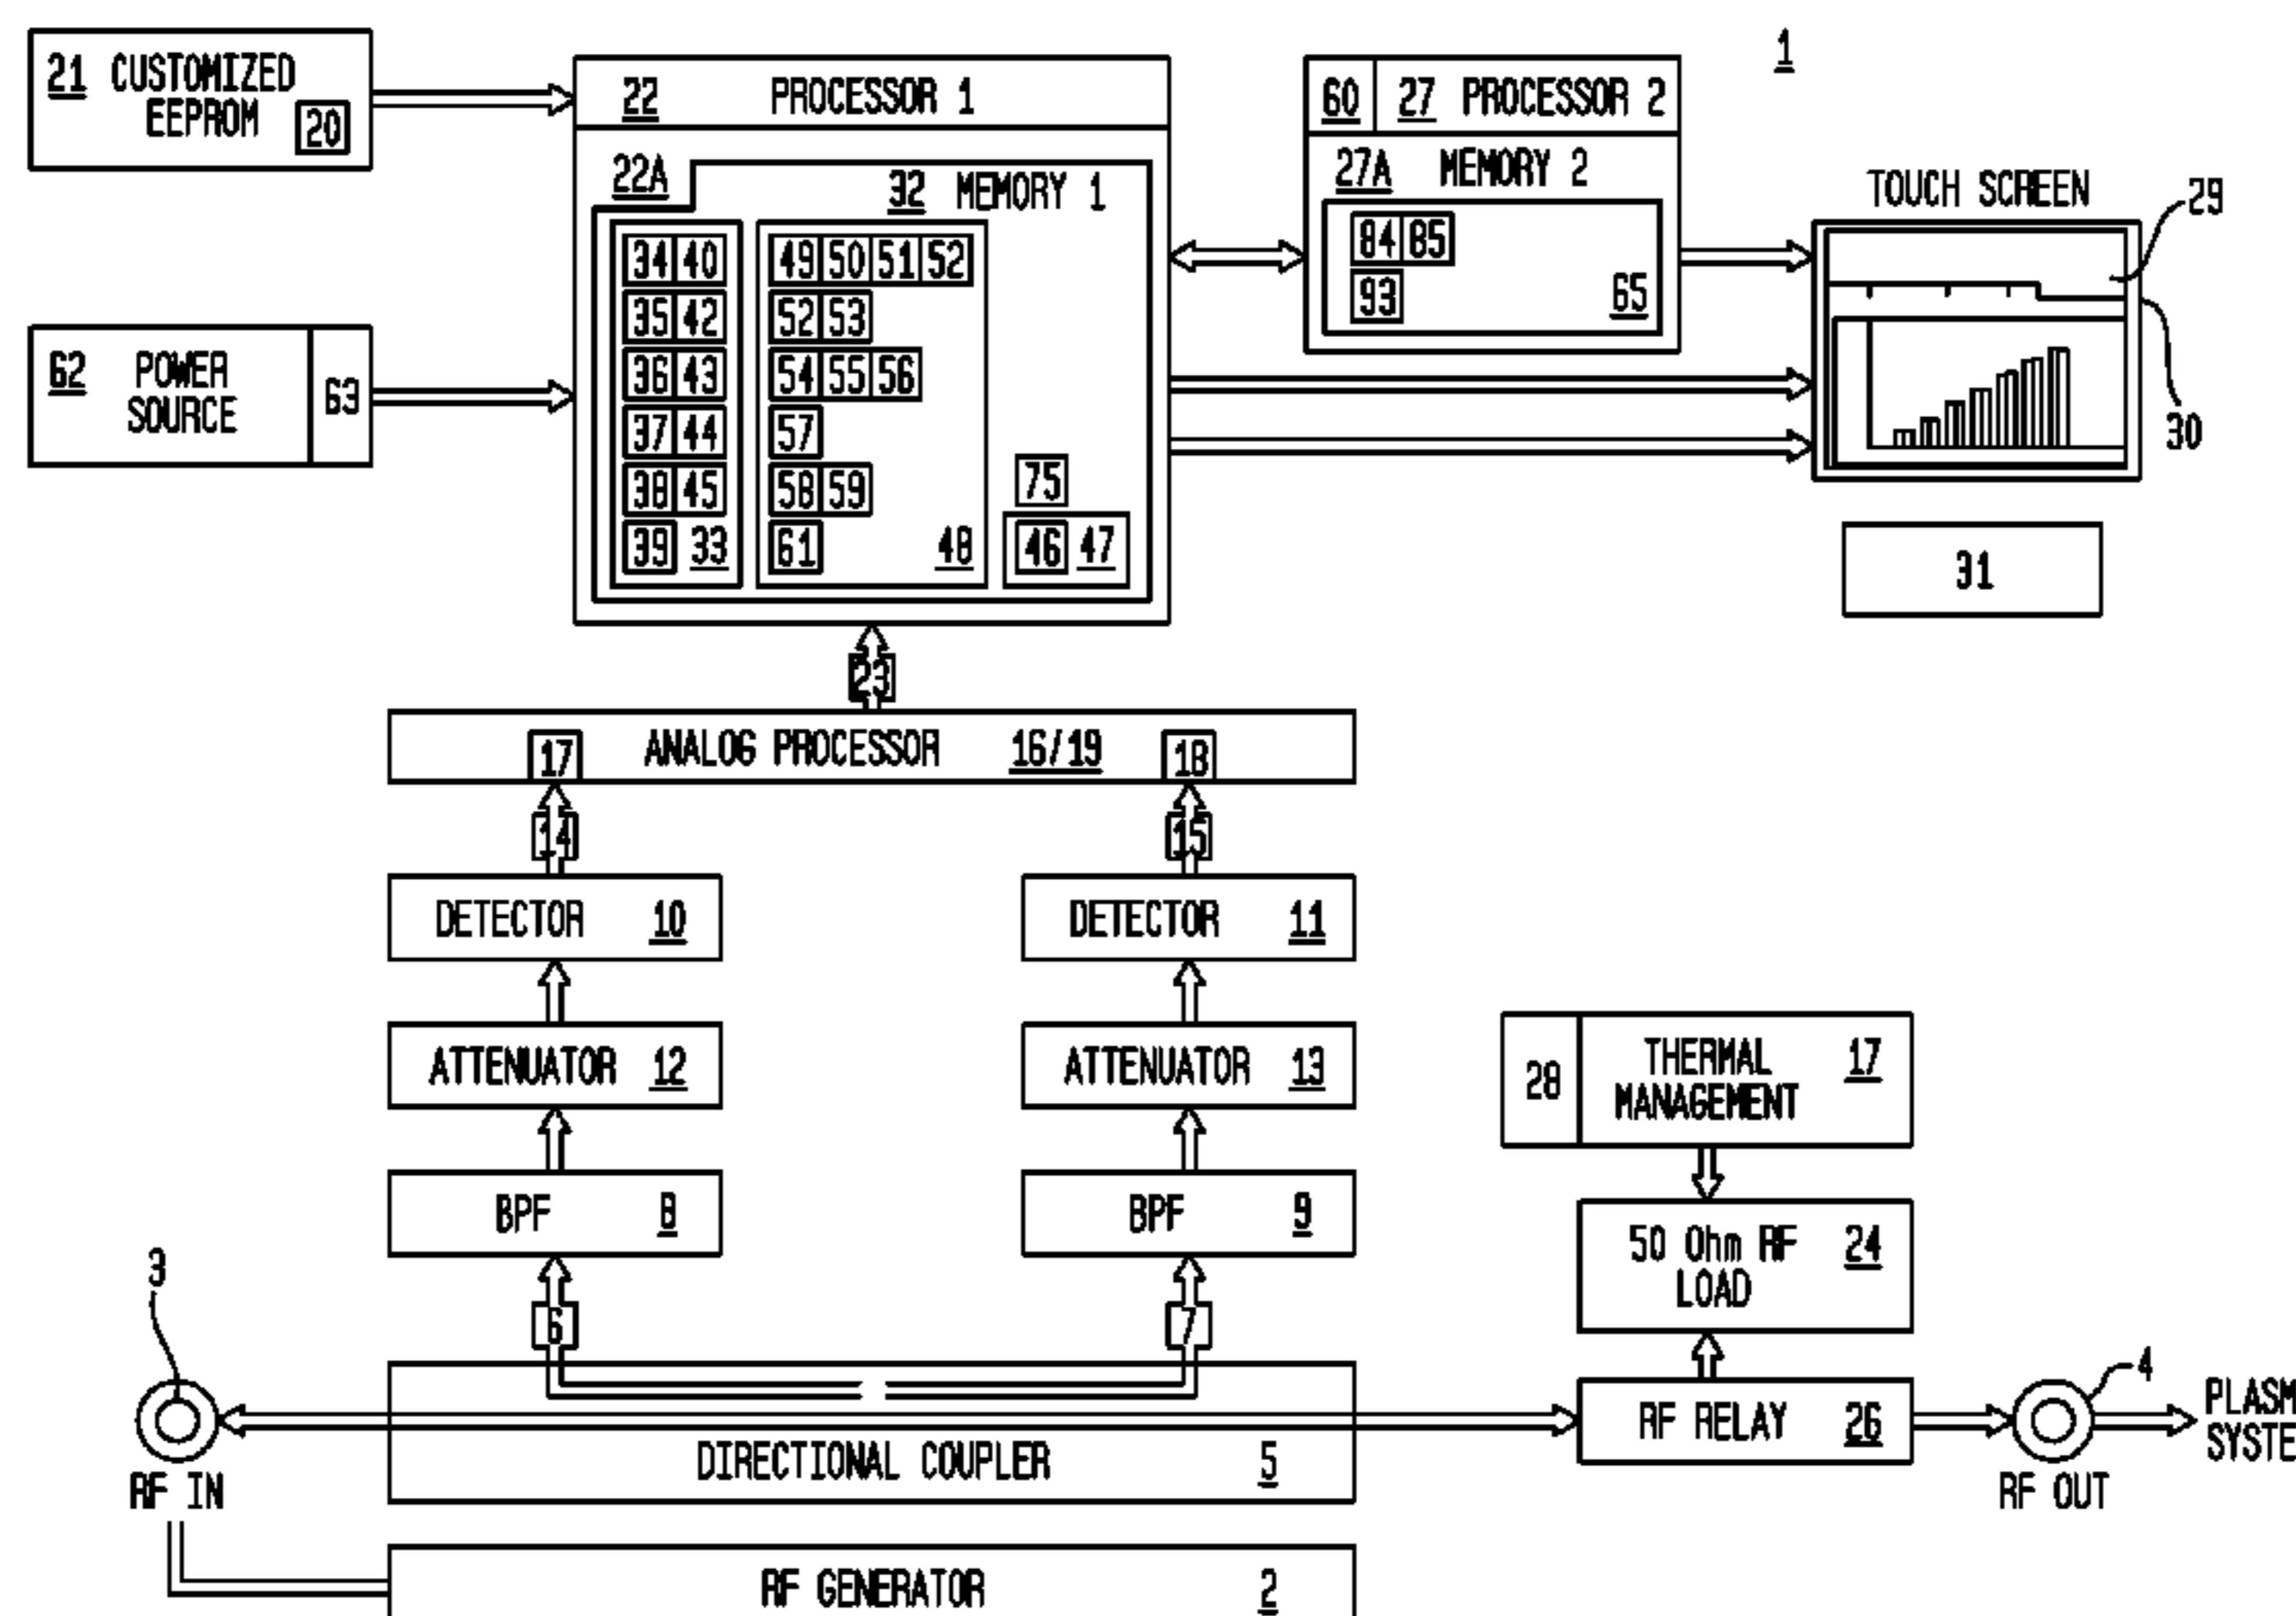 1
21 CUSTOMIZED
EEPROM 20
22 PROCESSOR 1
60 27 PROCESSOR 2
22A 32 MEMORY 1
27A MEMORY 2
TOUCH SCREEN
29
34 40 49 50 51 52
84 85
35 42 52 53
93 65
62 POWER
SOURCE 63
36 43 54 55 56
37 44 57
30
38 45 58 59 75
39 33 61 48 46 47
31
23
17 ANALOG PROCESSOR 16/19 18
14 15
DETECTOR 10 DETECTOR 11
ATTENUATOR 12 ATTENUATOR 13
28 THERMAL 17
MANAGEMENT
BPF 8 BPF 9
50 Ohm RF 24
LOAD
3 6 7
4
RF RELAY 26
PLASM
SYSTE
DIRECTIONAL COUPLER 5
RF IN RF OUT
RF GENERATOR 2